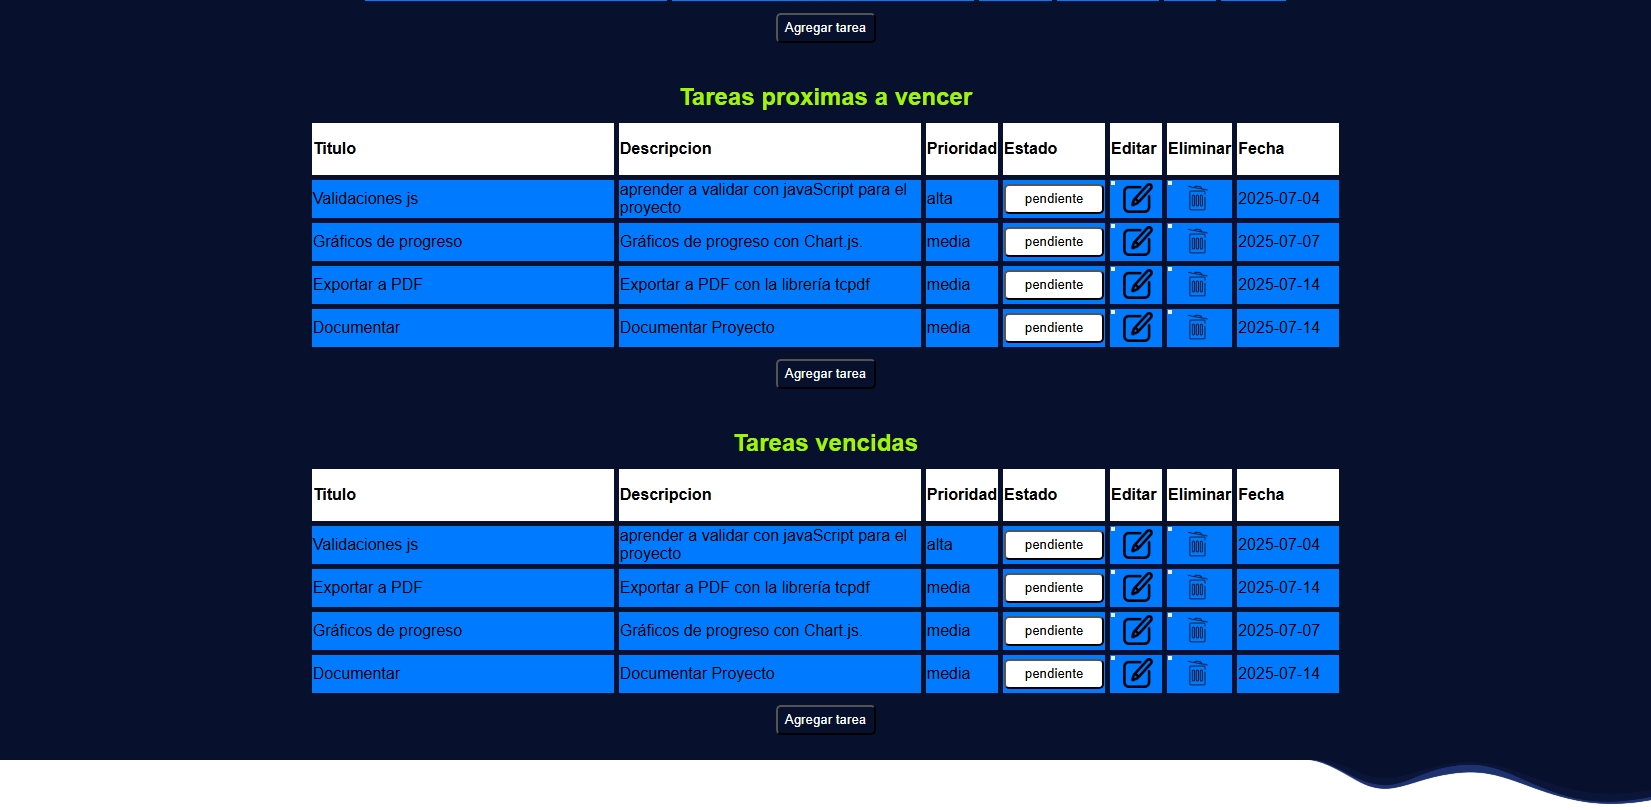 Agregar tarea
Tareas proximas a vencer
Titulo Descripcion Prioridad Estado Editar Eliminar Fecha
Validaciones js aprender a validar con javaScript para el proyecto alta pendiente 2025-07-04
Gráficos de progreso Gráficos de progreso con Chart.js. media pendiente 2025-07-07
Exportar a PDF Exportar a PDF con la librería tcpdf media pendiente 2025-07-14
Documentar Documentar Proyecto media pendiente 2025-07-14
Agregar tarea
Tareas vencidas
Titulo Descripcion Prioridad Estado Editar Eliminar Fecha
Validaciones js aprender a validar con javaScript para el proyecto alta pendiente 2025-07-04
Exportar a PDF Exportar a PDF con la librería tcpdf media pendiente 2025-07-14
Gráficos de progreso Gráficos de progreso con Chart.js. media pendiente 2025-07-07
Documentar Documentar Proyecto media pendiente 2025-07-14
Agregar tarea